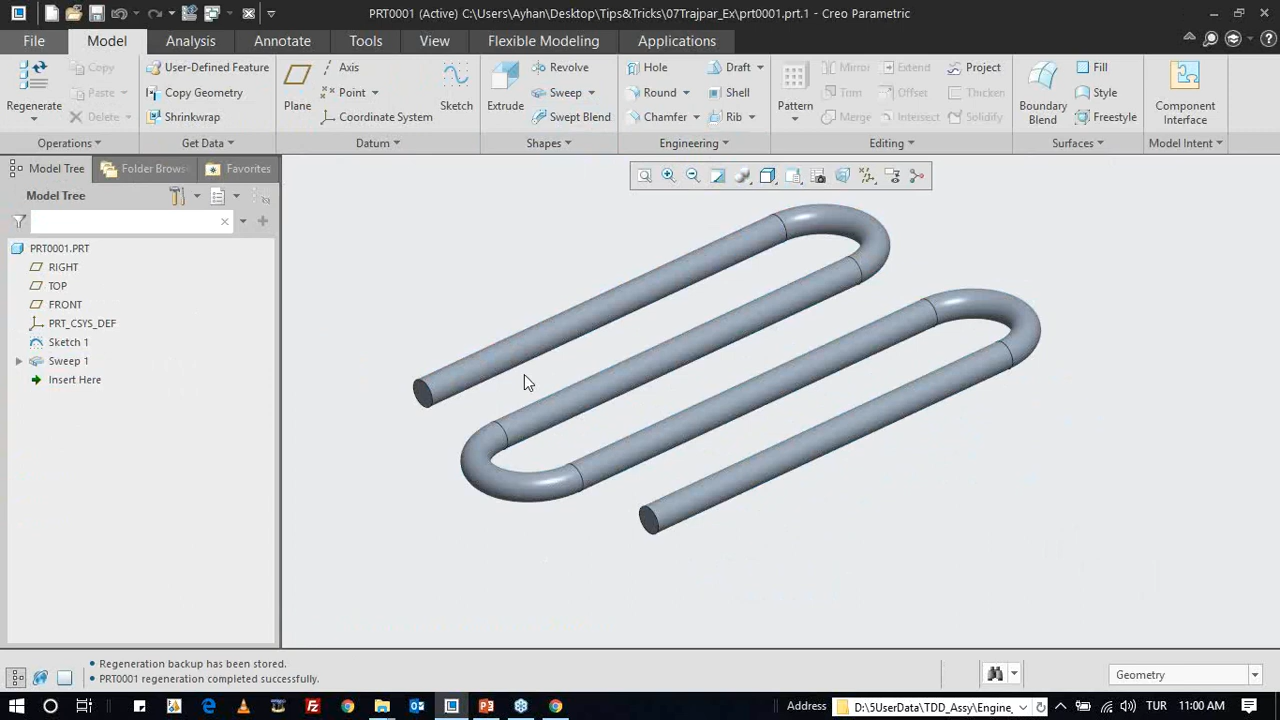 PRT0001 (Active) C:\Users\Ayhan\Desktop\Tips&Tricks\07Trajpar_Ex\prt0001.prt.1 - Creo Parametric
File
Model
Analysis
Annotate
Tools
View
Flexible Modeling
Applications
Regenerate
Copy
Paste
Delete
Operations
User-Defined Feature
Copy Geometry
Shrinkwrap
Get Data
Plane
Axis
Point
Coordinate System
Sketch
Datum
Extrude
Revolve
Sweep
Swept Blend
Shapes
Hole
Round
Chamfer
Draft
Shell
Rib
Engineering
Pattern
Mirror
Trim
Merge
Extend
Offset
Intersect
Project
Thicken
Solidify
Editing
Boundary
Blend
Fill
Style
Freestyle
Surfaces
Component
Interface
Model Intent
Model Tree
Folder Brows
Favorites
Model Tree
PRT0001.PRT
RIGHT
TOP
FRONT
PRT_CSYS_DEF
Sketch 1
Sweep 1
Insert Here
• Regeneration backup has been stored.
• PRT0001 regeneration completed successfully.
Geometry
Address
D:\5UserData\TDD_Assy\Engine_
TUR
11:00 AM